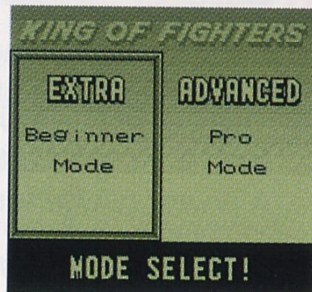 KING OF FIGHTERS
EXTRA
Beginner
Mode
ADVANCED
Pro
Mode
MODE SELECT!